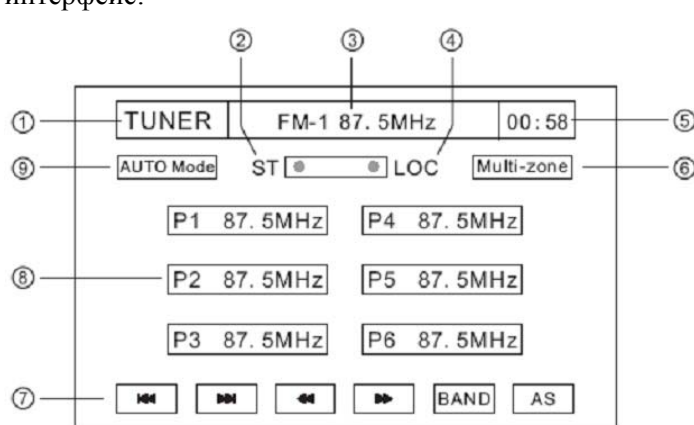 интерфейс.
② ③ ④
① TUNER FM-1 87.5MHz 00:58 ⑤
⑨ AUTO Mode ST LOC Multi-zone ⑥
P1 87.5MHz P4 87.5MHz
⑧ P2 87.5MHz P5 87.5MHz
P3 87.5MHz P6 87.5MHz
⑦ ⏮ ⏭ ◀◀ ▶▶ BAND AS